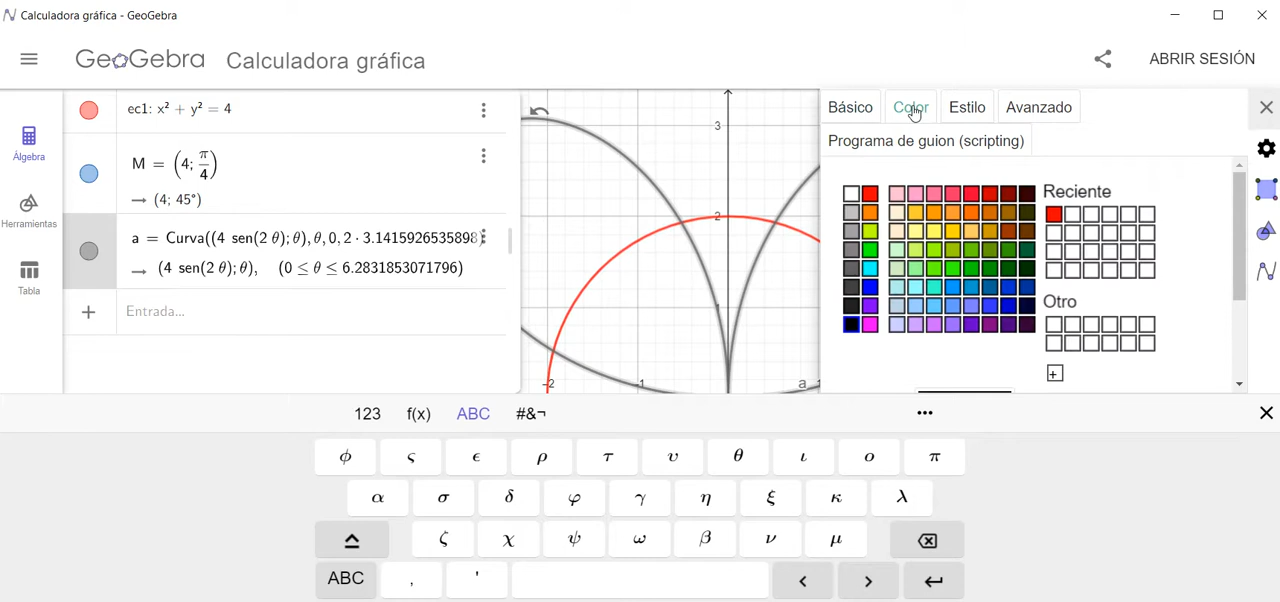 Calculadora gráfica - GeoGebra
GeoGebra Calculadora gráfica ABRIR SESIÓN
Álgebra
Herramientas
Tabla
ec1: x² + y² = 4
M = (4; π/4)
→ (4; 45°)
a = Curva((4 sen(2 θ);θ),θ,0,2·3.1415926535898)
→ (4 sen(2 θ);θ), (0 ≤ θ ≤ 6.2831853071796)
+ Entrada...
3
2
1
-2 -1 a 1
Básico Color Estilo Avanzado
Programa de guion (scripting)
Reciente
Otro
+
123 f(x) ABC #&¬ •••
φ ς ϵ ρ τ υ θ ι ο π
α σ δ φ γ η ξ κ λ
ζ χ ψ ω β ν μ
ABC , ' < >